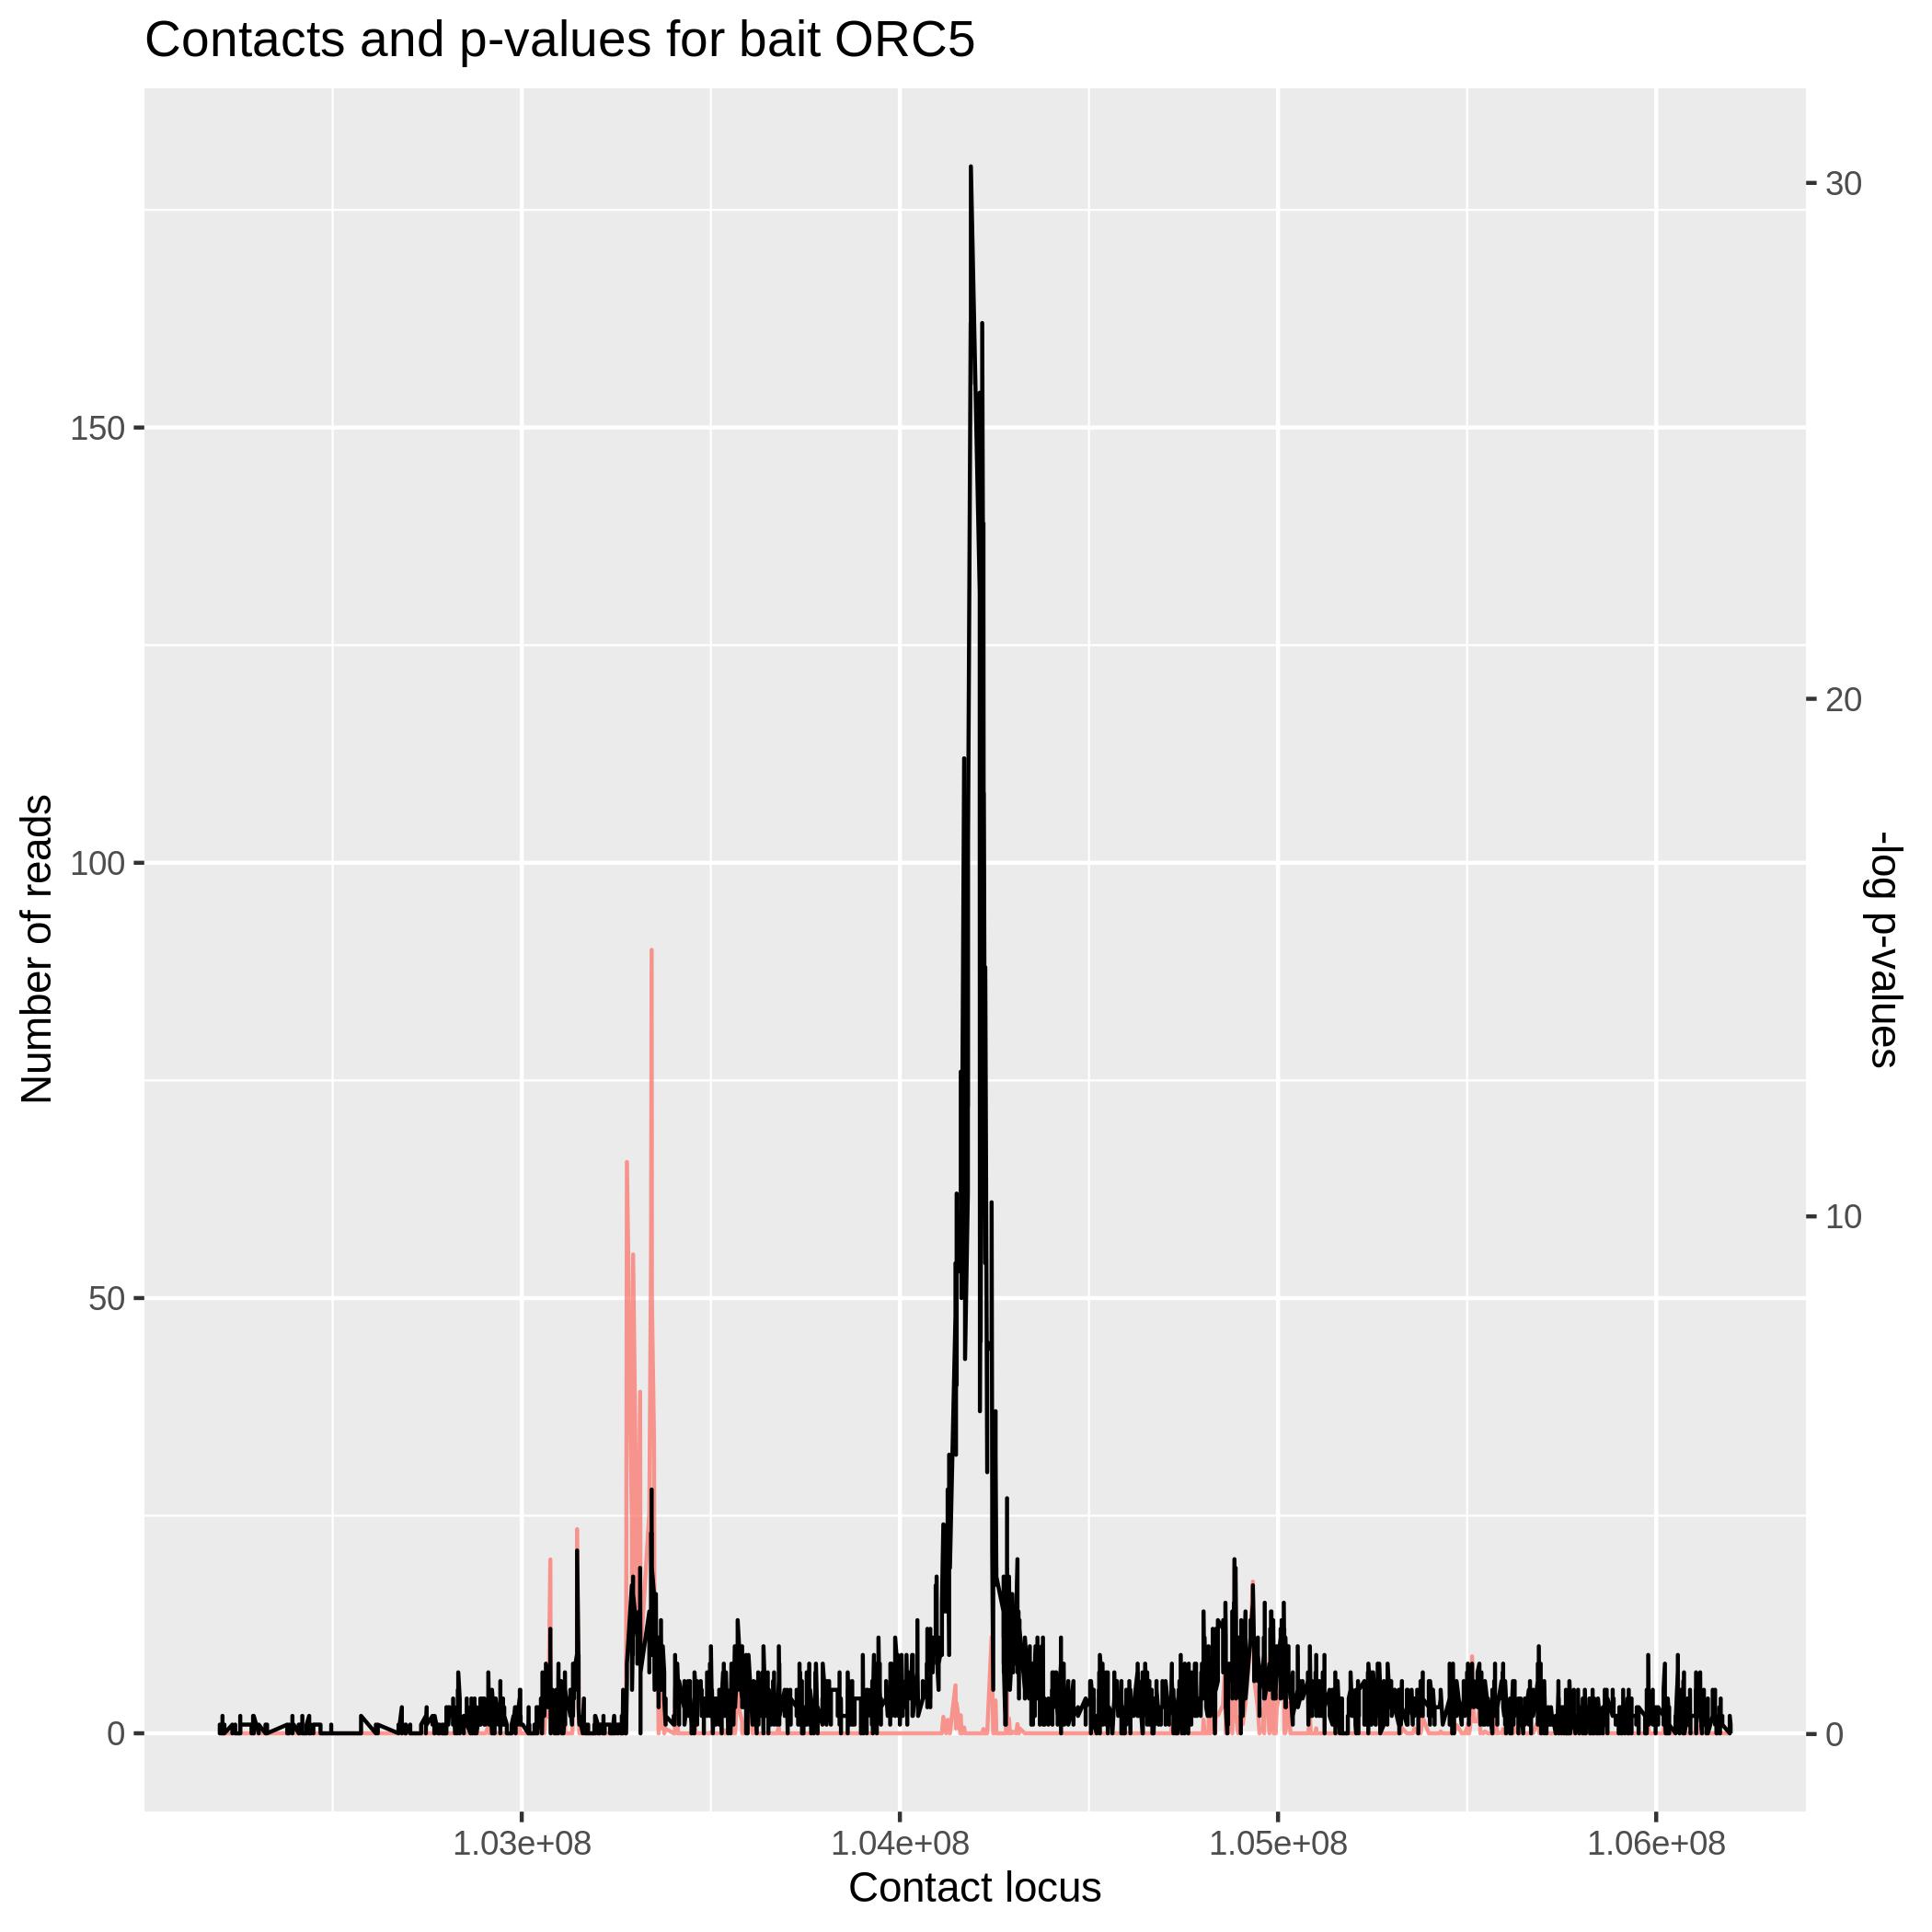 Contacts and p-values for bait ORC5
Number of reads
150
100
50
0
30
20
10
0
-log p-values
1.03e+08 1.04e+08 1.05e+08 1.06e+08
Contact locus